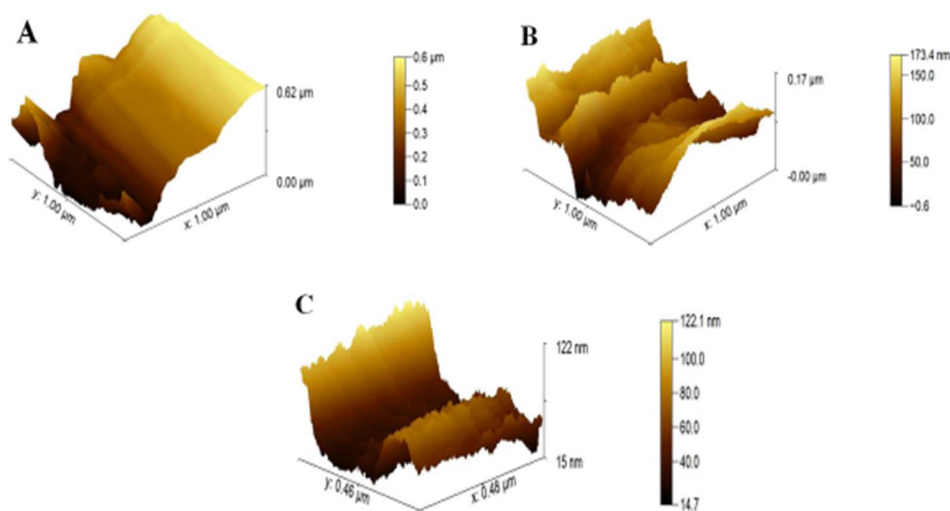 A
0.62 µm
0.00 µm
y: 1.00 µm
x: 1.00 µm
0.6 µm
0.5
0.4
0.3
0.2
0.1
0.0
B
0.17 µm
-0.00 µm
y: 1.00 µm
x: 1.00 µm
173.4 nm
150.0
100.0
50.0
-0.6
C
122 nm
15 nm
y: 0.46 µm
x: 0.48 µm
122.1 nm
100.0
80.0
60.0
40.0
14.7